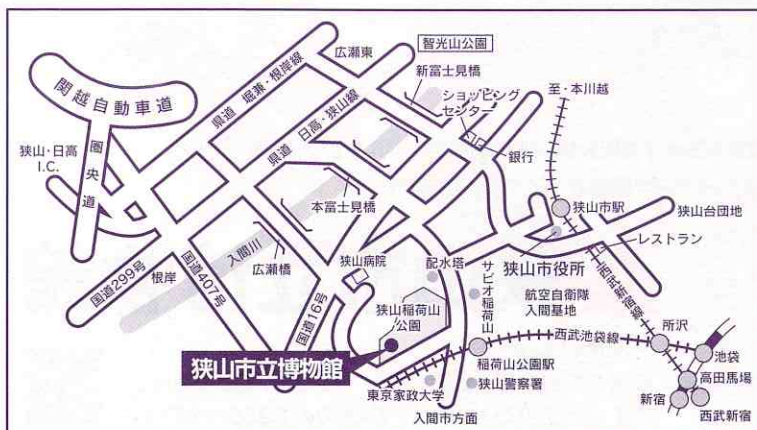 広瀬東
智光山公園
新富士見橋
ショッピング
センター
至・本川越
関越自動車道
県道 堀兼・根岸線
県道 日高・狭山線
銀行
圏央道
狭山・日高
I.C.
本富士見橋
狭山市駅
狭山台団地
レストラン
狭山市役所
国道299号
根岸
国道407号
入間川
広瀬橋
国道16号
狭山病院
配水塔
サビオ稲荷山
航空自衛隊
入間基地
西武新宿線
狭山稲荷山
公園
狭山市立博物館
稲荷山公園駅
西武池袋線
所沢
池袋
高田馬場
新宿
西武新宿
東京家政大学
狭山警察署
入間市方面